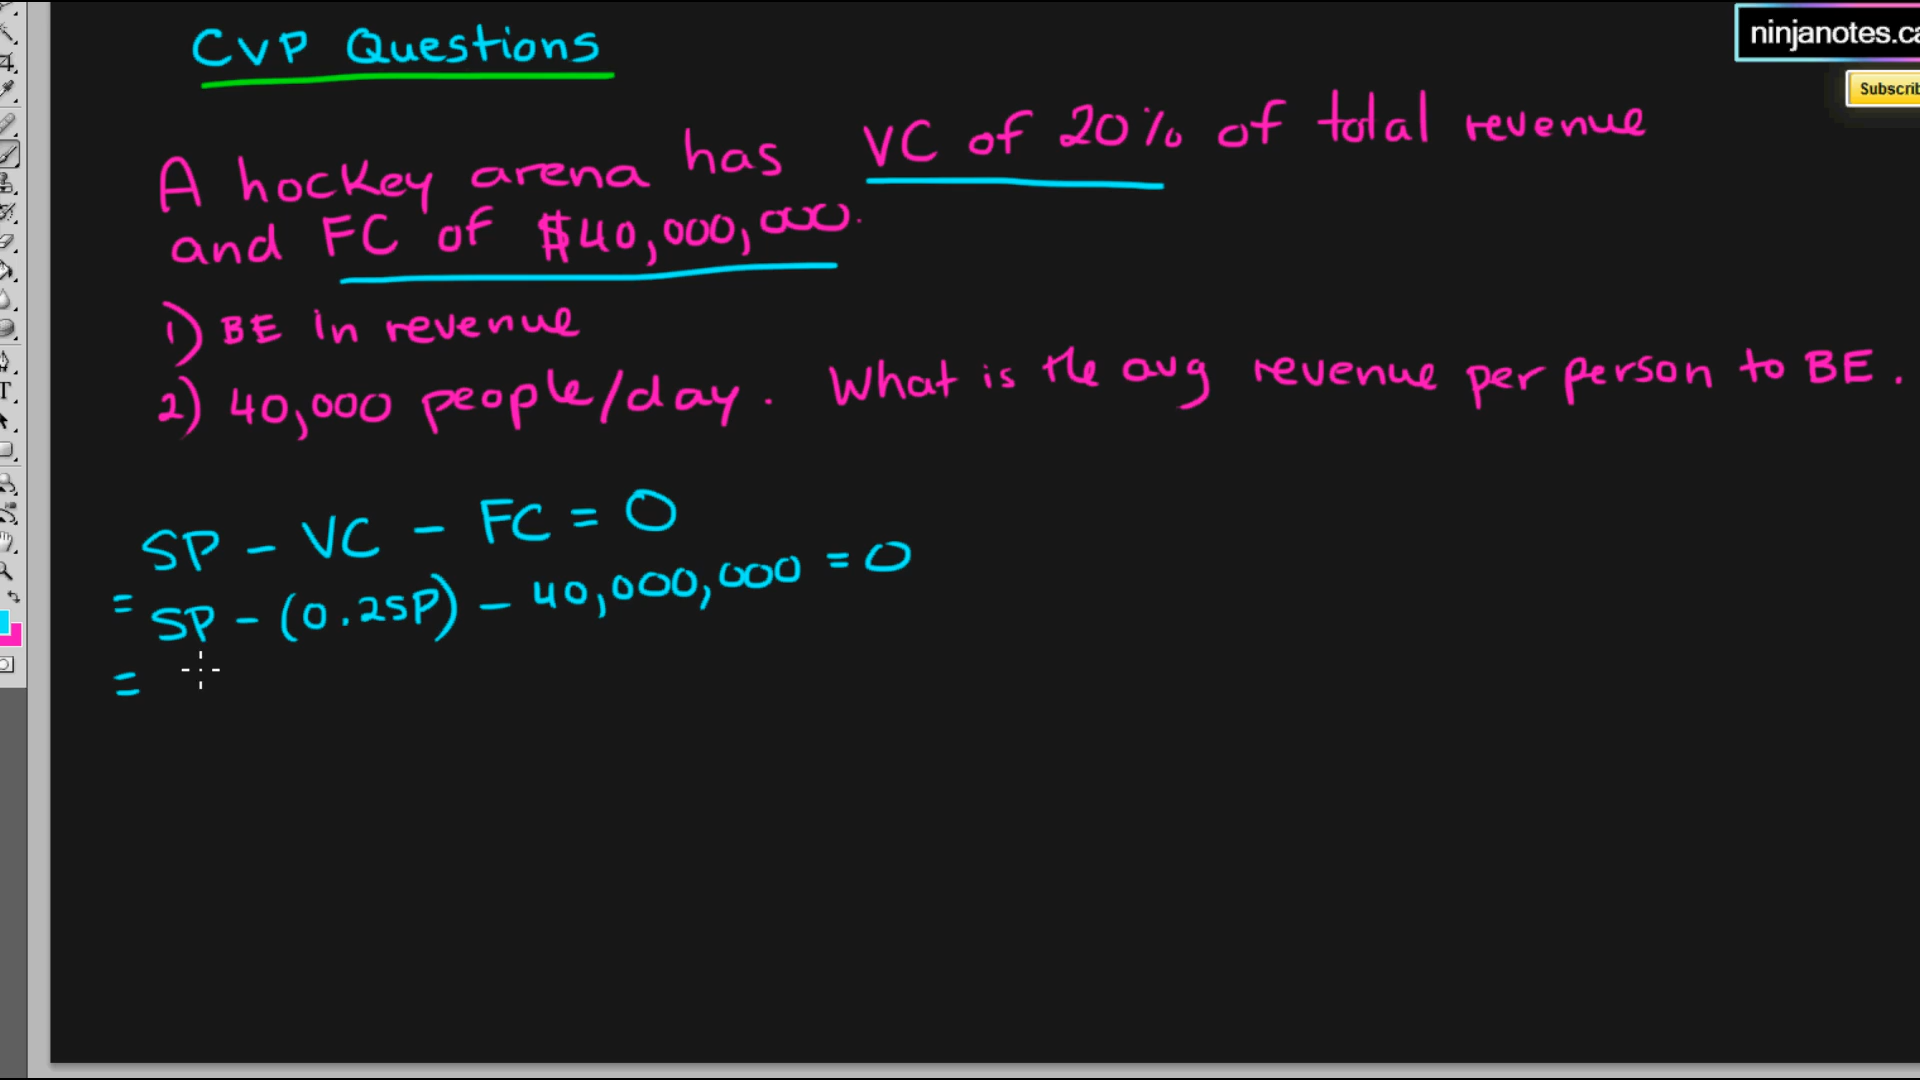 CVP Questions
ninjanotes.ca
Subscrib
A hockey arena has VC of 20% of total revenue
and FC of $40,000,000.
1) BE in revenue
2) 40,000 people/day. What is the avg revenue per person to BE.
SP - VC - FC = 0
= SP - (0.2SP) - 40,000,000 = 0
=